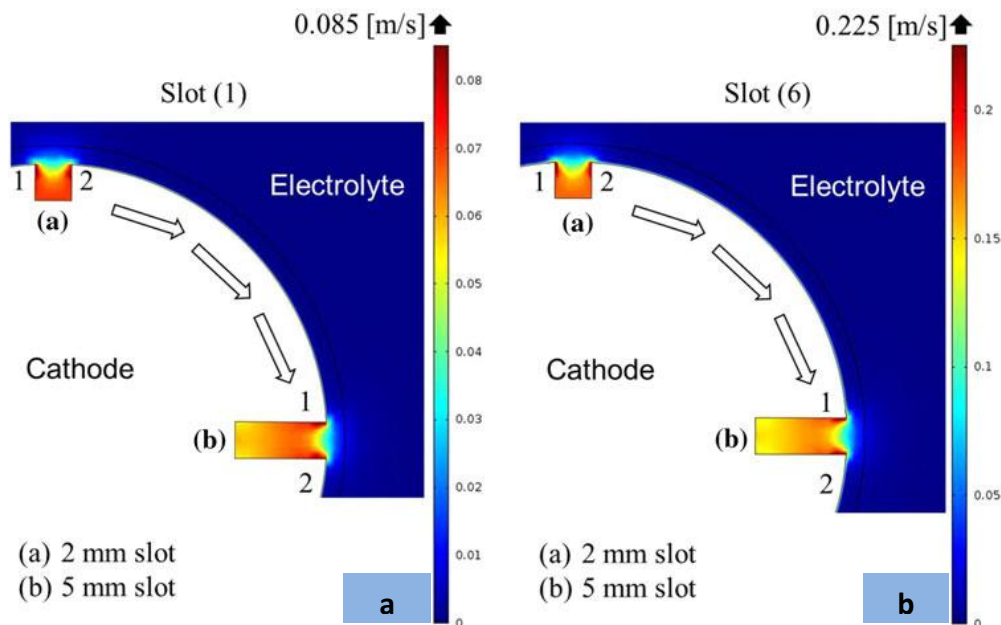 0.085 [m/s]
Slot (1)
0.08
0.07
0.06
0.05
0.04
0.03
0.02
0.01
0
1
2
(a)
Electrolyte
Cathode
1
(b)
2
(a) 2 mm slot
(b) 5 mm slot
a
0.225 [m/s]
Slot (6)
0.2
0.15
0.1
0.05
0
1
2
(a)
Electrolyte
Cathode
1
(b)
2
(a) 2 mm slot
(b) 5 mm slot
b